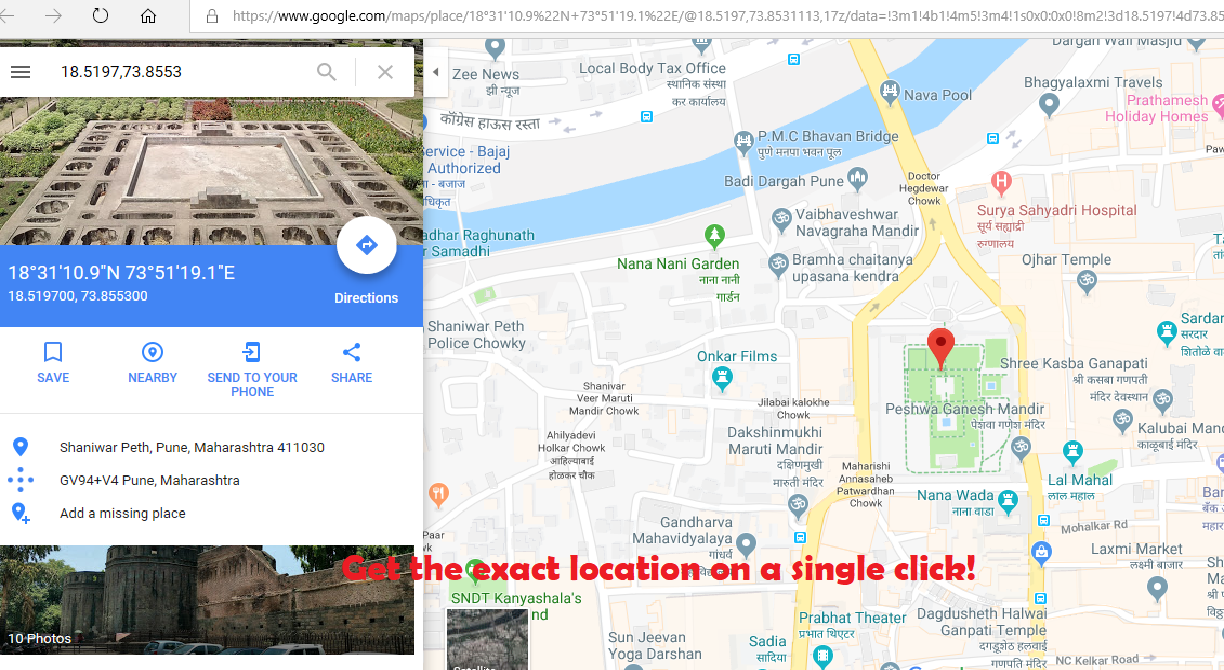 https://www.google.com/maps/place/18°31'10.9%22N+73°51'19.1%22E/@18.5197,73.8531113,17z/data=!3m1!4b1!4m5!3m4!1s0x0:0x0!8m2!3d18.5197!4d73.85
18.5197,73.8553
18°31'10.9"N 73°51'19.1"E
18.519700, 73.855300
Directions
SAVE
NEARBY
SEND TO YOUR
PHONE
SHARE
Shaniwar Peth, Pune, Maharashtra 411030
GV94+V4 Pune, Maharashtra
Add a missing place
10 Photos
Zee News
झी न्यूज
Local Body Tax Office
स्थानिक संस्था
कर कार्यालय
Dargah Wali Masjid
Nava Pool
Bhagyalaxmi Travels
Prathamesh
Holiday Homes
काँग्रेस हाऊस रस्ता
P.M.C Bhavan Bridge
पुणे मनपा भवन पूल
ervice - Bajaj
Authorized
ा - बजाज
धिकृत
Badi Dargah Pune
Doctor
Hegdewar
Chowk
Surya Sahyadri Hospital
सूर्य सह्याद्री
रुग्णालय
Vaibhaveshwar
Navagraha Mandir
adhar Raghunath
r Samadhi
Nana Nani Garden
नाना नानी
गार्डन
Bramha chaitanya
upasana kendra
Ojhar Temple
Shaniwar Peth
Police Chowky
Onkar Films
Sardar
सरदार
शितोळे वा
Shree Kasba Ganapati
श्री कसबा गणपती
मंदिर देवस्थान
Shanivar
Veer Maruti
Mandir Chowk
Jilabai kalokhe
Chowk
Peshwa Ganesh Mandir
पेशवा गणेश मंदिर
Kalubai Mandir
काळूबाई मंदिर
Ahilyadevi
Holkar Chowk
आहिल्याबाई
होळकर चौक
Dakshinmukhi
Maruti Mandir
दक्षिणमुखी
मारुती मंदिर
Maharishi
Annasaheb
Patwardhan
Chowk
Lal Mahal
लाल महाल
Nana Wada
नाना वाडा
Ban
बँक ऑ
Mohalkar Rd
Paar
wk
Gandharva
Mahavidyalaya
गांधर्व
Laxmi Market
लक्ष्मी बाजार
Get the exact location on a single click!
SNDT Kanyashala's
nd
Prabhat Theater
प्रभात थिएटर
Dagdusheth Halwai
Ganpati Temple
दगडूशेठ हलवाई
Sun Jeevan
Yoga Darshan
Sadia
सादिया
NC Kelkar Road
Satellite